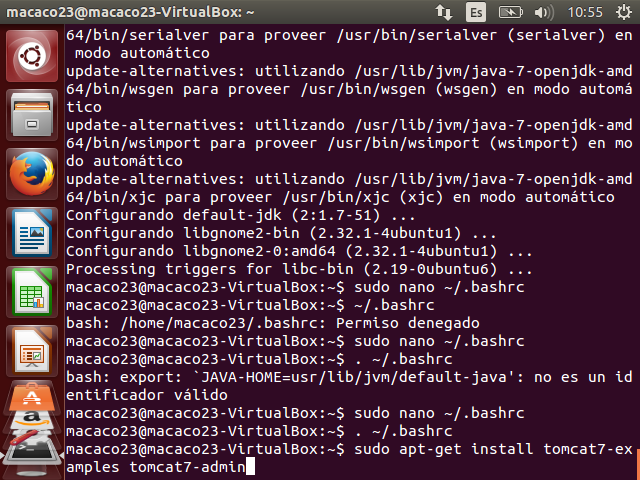 macaco23@macaco23-VirtualBox: ~
Es
10:55
64/bin/serialver para proveer /usr/bin/serialver (serialver) en
 modo automático
update-alternatives: utilizando /usr/lib/jvm/java-7-openjdk-amd
64/bin/wsgen para proveer /usr/bin/wsgen (wsgen) en modo automá
tico
update-alternatives: utilizando /usr/lib/jvm/java-7-openjdk-amd
64/bin/wsimport para proveer /usr/bin/wsimport (wsimport) en mo
do automático
update-alternatives: utilizando /usr/lib/jvm/java-7-openjdk-amd
64/bin/xjc para proveer /usr/bin/xjc (xjc) en modo automático
Configurando default-jdk (2:1.7-51) ...
Configurando libgnome2-bin (2.32.1-4ubuntu1) ...
Configurando libgnome2-0:amd64 (2.32.1-4ubuntu1) ...
Processing triggers for libc-bin (2.19-0ubuntu6) ...
macaco23@macaco23-VirtualBox:~$ sudo nano ~/.bashrc
macaco23@macaco23-VirtualBox:~$ ~/.bashrc
bash: /home/macaco23/.bashrc: Permiso denegado
macaco23@macaco23-VirtualBox:~$ sudo nano ~/.bashrc
macaco23@macaco23-VirtualBox:~$ . ~/.bashrc
bash: export: `JAVA-HOME=usr/lib/jvm/default-java': no es un id
entificador válido
macaco23@macaco23-VirtualBox:~$ sudo nano ~/.bashrc
macaco23@macaco23-VirtualBox:~$ . ~/.bashrc
macaco23@macaco23-VirtualBox:~$ sudo apt-get install tomcat7-ex
amples tomcat7-admin